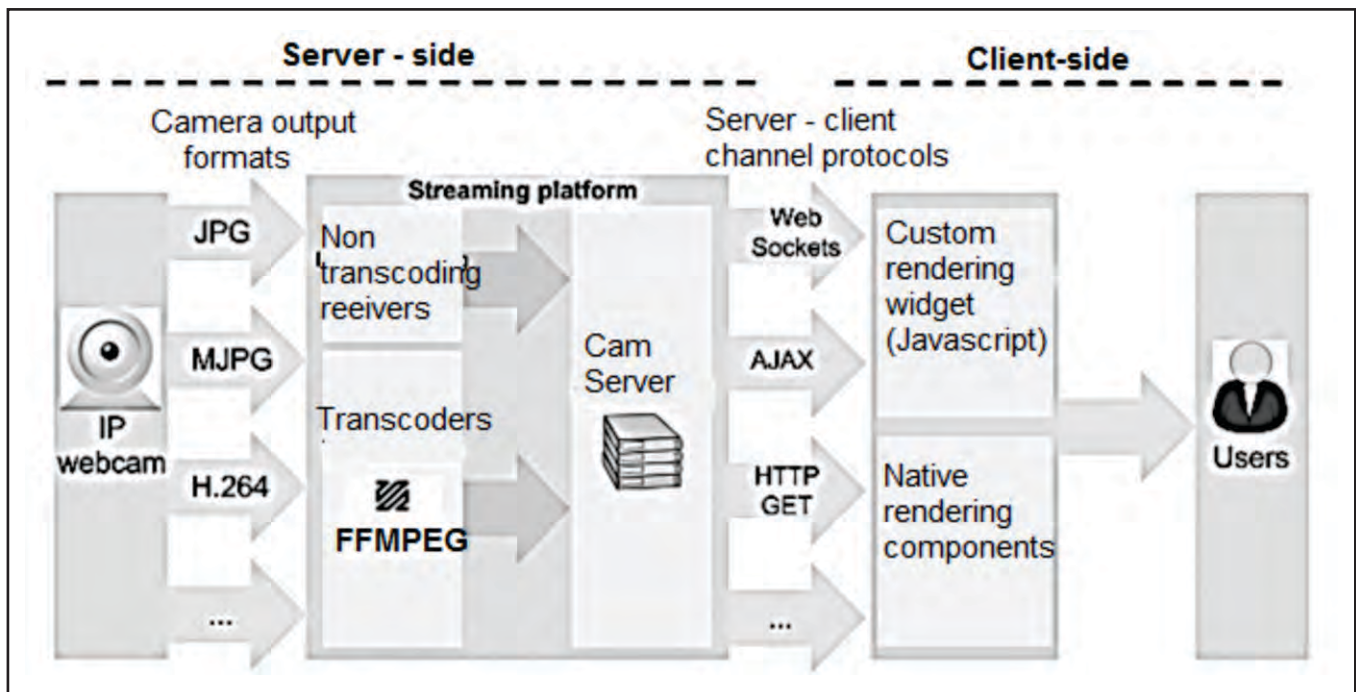 Server - side
Client-side
Camera output
formats
Server - client
channel protocols
Streaming platform
JPG
MJPG
H.264
...
IP
webcam
Non
transcoding
reeivers
Transcoders
FFMPEG
Cam
Server
Web
Sockets
AJAX
HTTP
GET
...
Custom
rendering
widget
(Javascript)
Native
rendering
components
Users